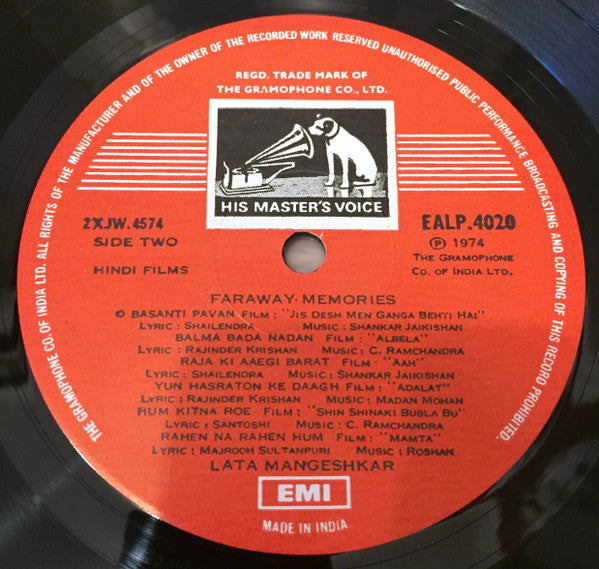 THE GRAMOPHONE CO. OF INDIA LTD. ALL RIGHTS OF THE MANUFACTURER AND OF THE OWNER OF THE RECORDED WORK RESERVED UNAUTHORISED PUBLIC PERFORMANCE BROADCASTING AND COPYING OF THIS RECORD PROHIBITED.
REGD. TRADE MARK OF
THE GRAMOPHONE CO., LTD.
HIS MASTER'S VOICE
2XJW.4574
SIDE TWO
HINDI FILMS
EALP.4020
℗ 1974
THE GRAMOPHONE
CO. OF INDIA LTD.
FARAWAY MEMORIES
© BASANTI PAVAN FILM : "JIS DESH MEN GANGA BEHTI HAI"
LYRIC : SHAILENDRA MUSIC : SHANKAR JAIKISHAN
BALMA BADA NADAN FILM : "ALBELA"
LYRIC : RAJINDER KRISHAN MUSIC : C. RAMCHANDRA
RAJA KI AAEGI BARAT FILM : "AAH"
LYRIC : SHAILENDRA MUSIC : SHANKAR JAIKISHAN
YUN HASRATON KE DAAGH FILM : "ADALAT"
LYRIC : RAJINDER KRISHAN MUSIC : MADAN MOHAN
HUM KITNA ROE FILM : "SHIN SHINAKI BUBLA BU"
LYRIC : SANTOSHI MUSIC : C. RAMCHANDRA
RAHEN NA RAHEN HUM FILM : "MAMTA"
LYRIC : MAJROOH SULTANPURI MUSIC : ROSHAN
LATA MANGESHKAR
EMI
MADE IN INDIA.